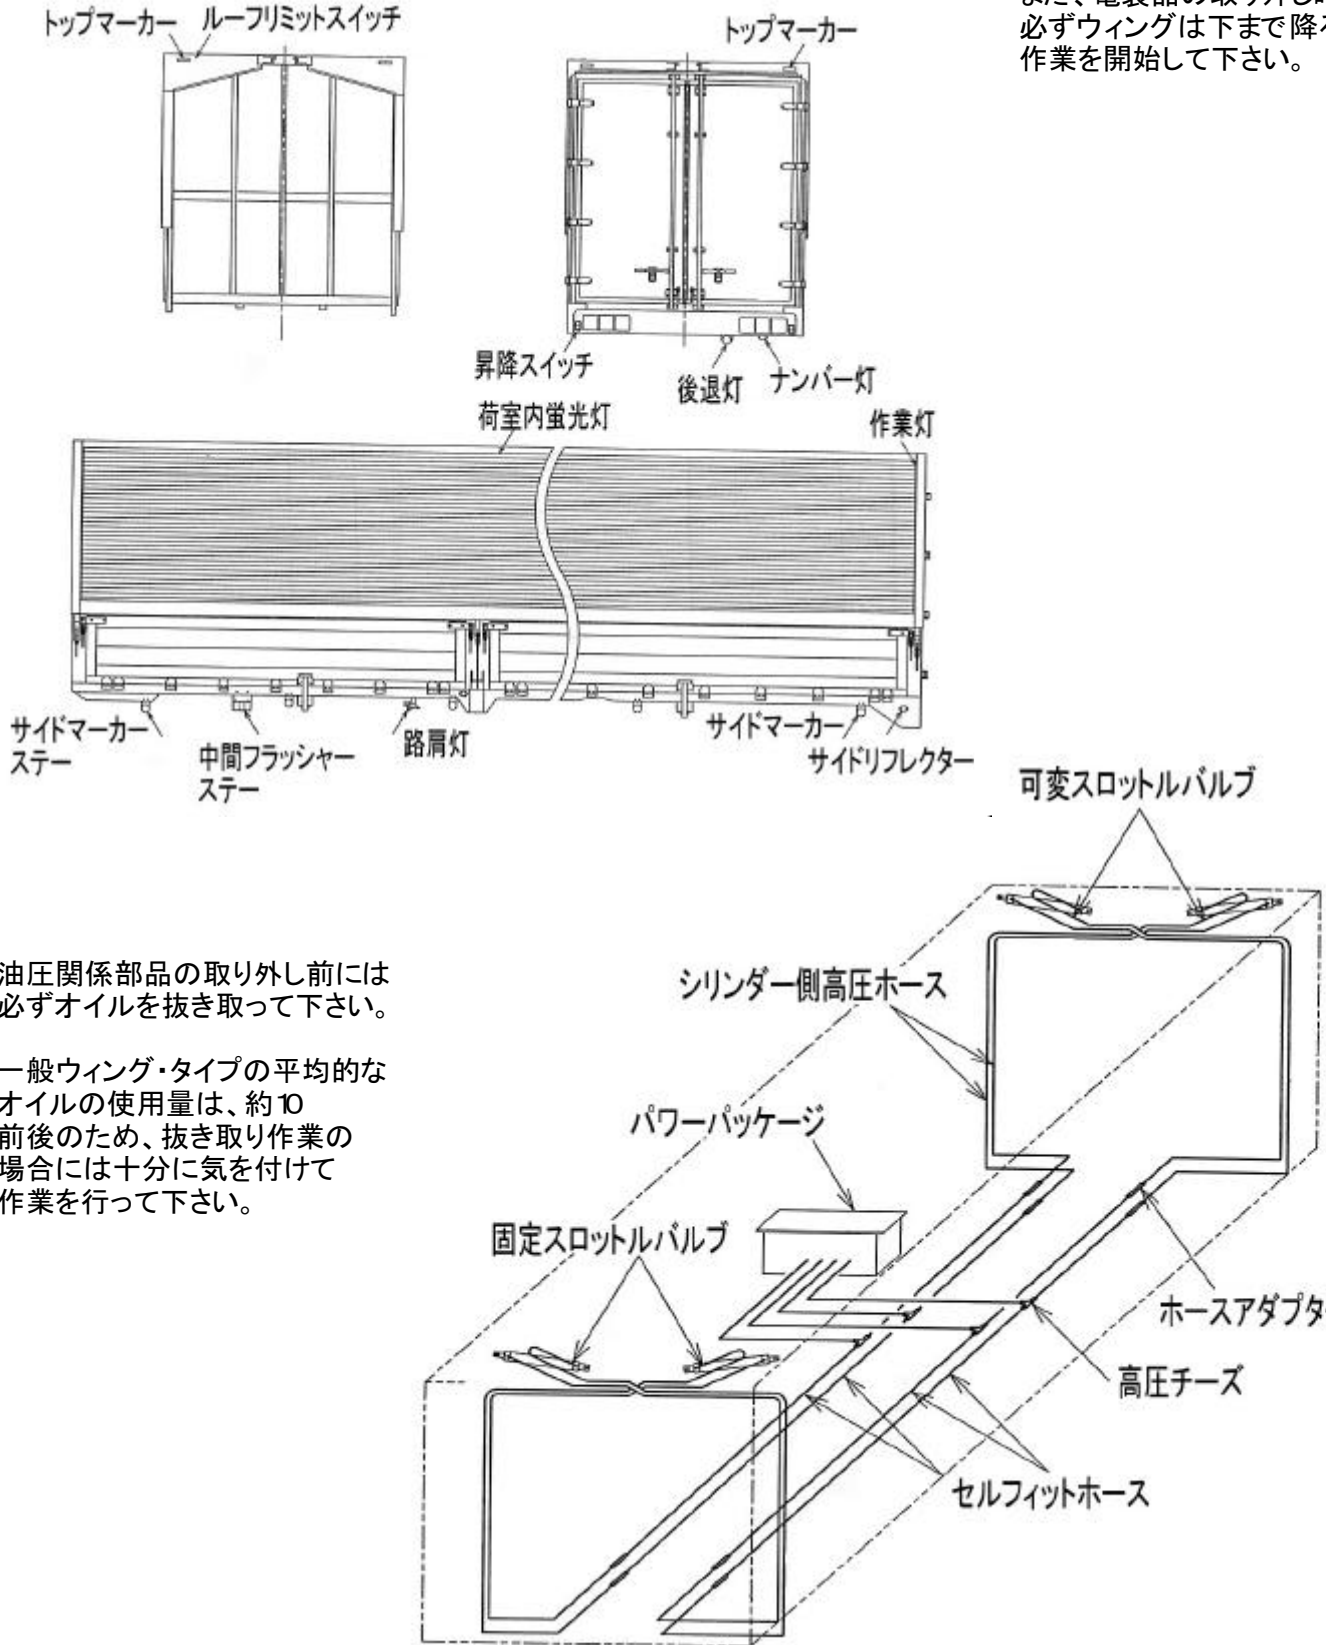 トップマーカー
ルーフリミットスイッチ
トップマーカー
必ずウィングは下まで降ろ
作業を開始して下さい。
昇降スイッチ
後退灯
ナンバー灯
荷室内蛍光灯
作業灯
サイドマーカー
ステー
中間フラッシャー
ステー
路肩灯
サイドマーカー
サイドリフレクター
可変スロットルバルブ
油圧関係部品の取り外し前には
必ずオイルを抜き取って下さい。
一般ウィング・タイプの平均的な
オイルの使用量は、約10
前後のため、抜き取り作業の
場合には十分に気を付けて
作業を行って下さい。
シリンダー側高圧ホース
パワーパッケージ
固定スロットルバルブ
ホースアダプタ
高圧チーズ
セルフィットホース